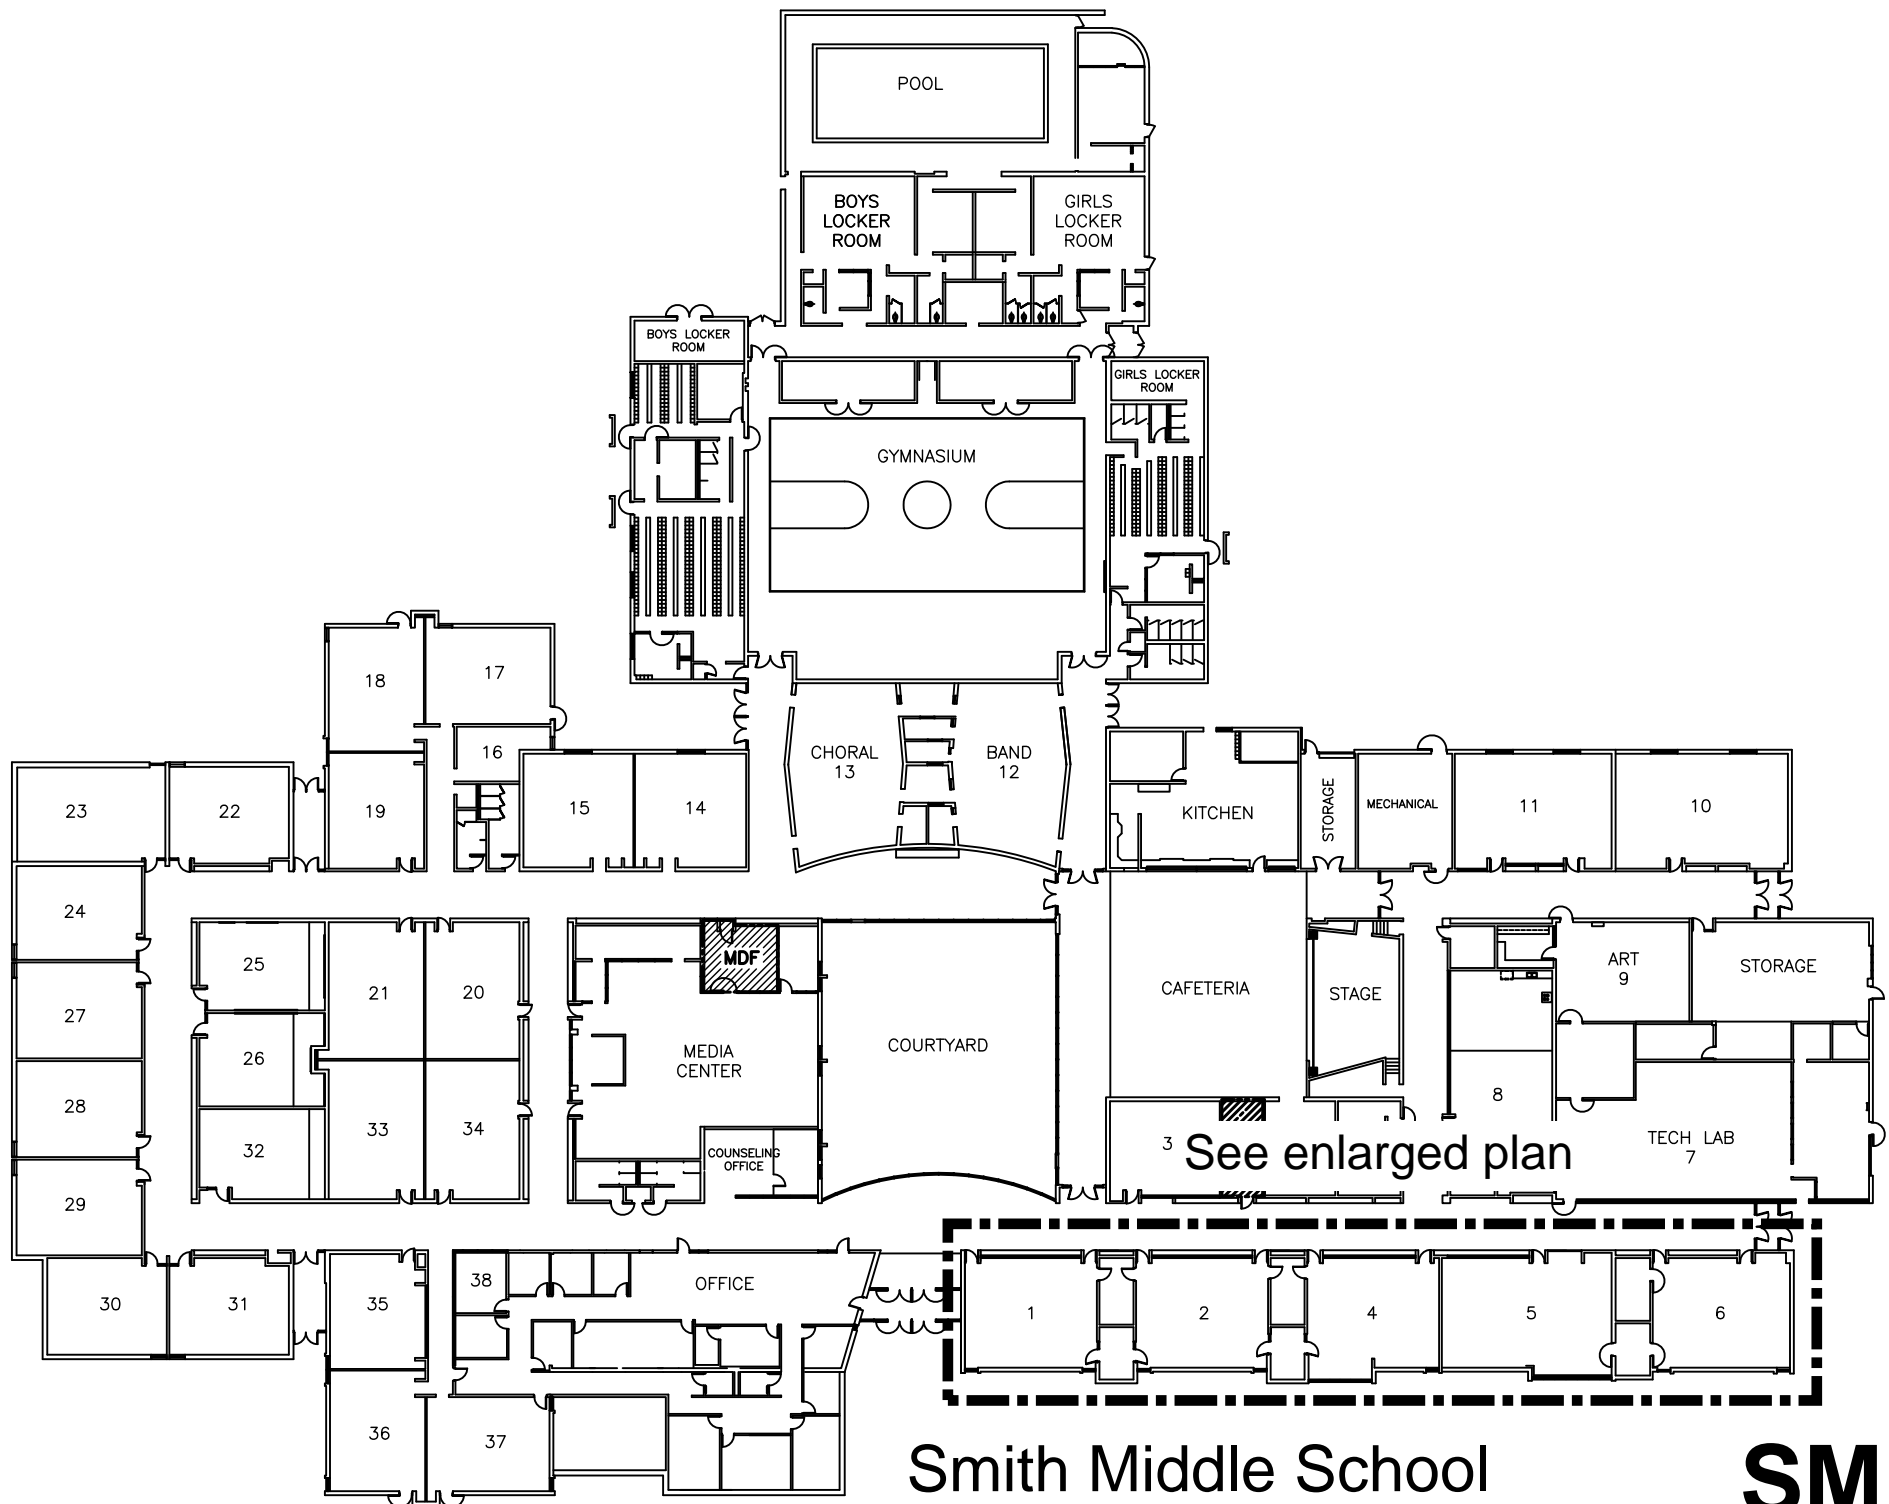 POOL
BOYS
LOCKER
ROOM
GIRLS
LOCKER
ROOM
BOYS LOCKER
ROOM
GIRLS LOCKER
ROOM
GYMNASIUM
18
17
16
CHORAL
13
BAND
12
23
22
19
15
14
KITCHEN
STORAGE
MECHANICAL
11
10
24
25
21
20
MDF
CAFETERIA
STAGE
ART
9
STORAGE
27
26
MEDIA
CENTER
COURTYARD
28
33
34
8
32
COUNSELING
OFFICE
3
See enlarged plan
TECH LAB
7
29
30
31
35
38
OFFICE
1
2
4
5
6
36
37
Smith Middle School
SM